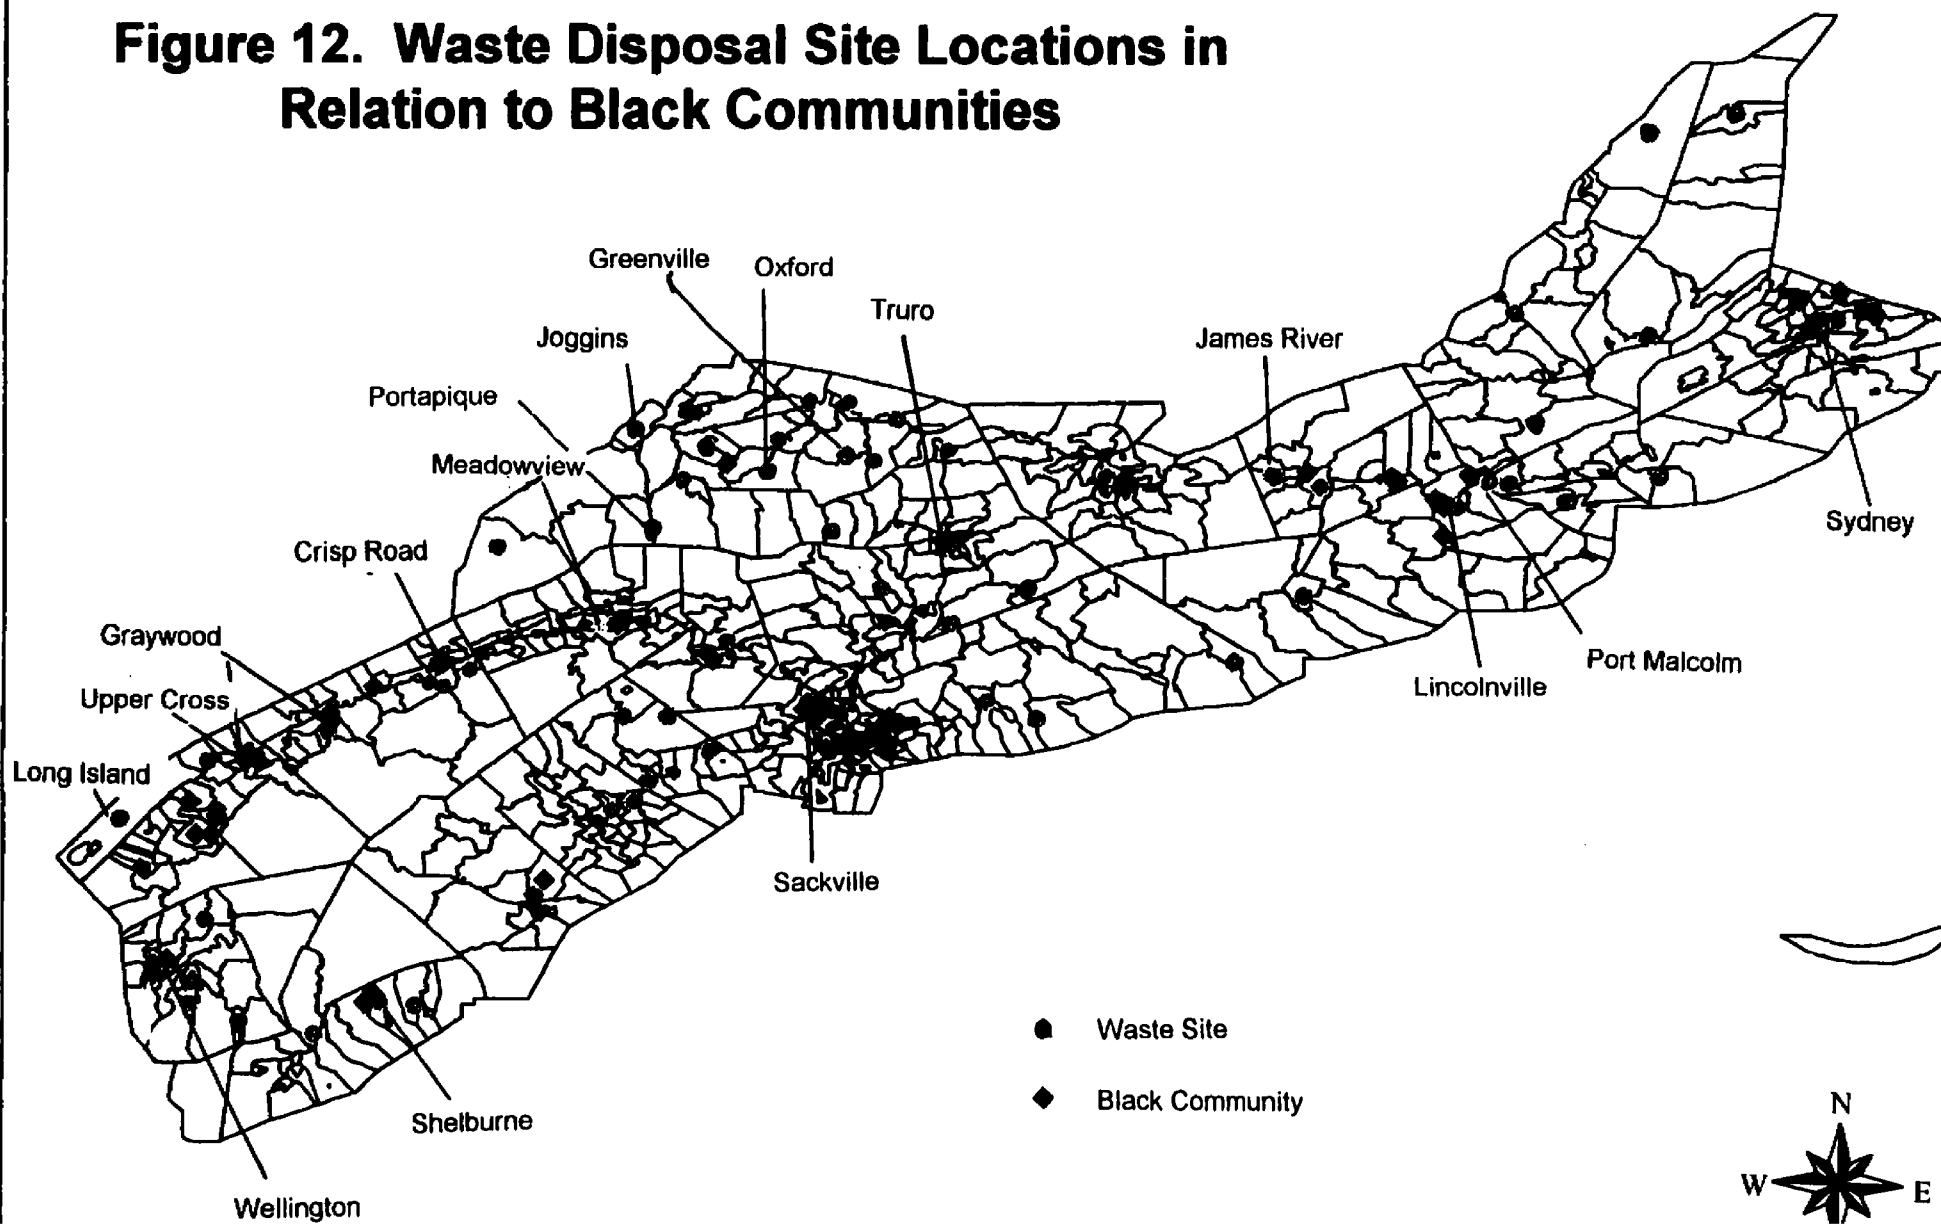 Figure 12. Waste Disposal Site Locations in
Relation to Black Communities
Greenville
Oxford
Truro
Joggins
James River
Portapique
Meadowview
Sydney
Crisp Road
Graywood
Port Malcolm
Lincolnville
Upper Cross
Long Island
Sackville
Waste Site
Black Community
Shelburne
Wellington
N
W
E